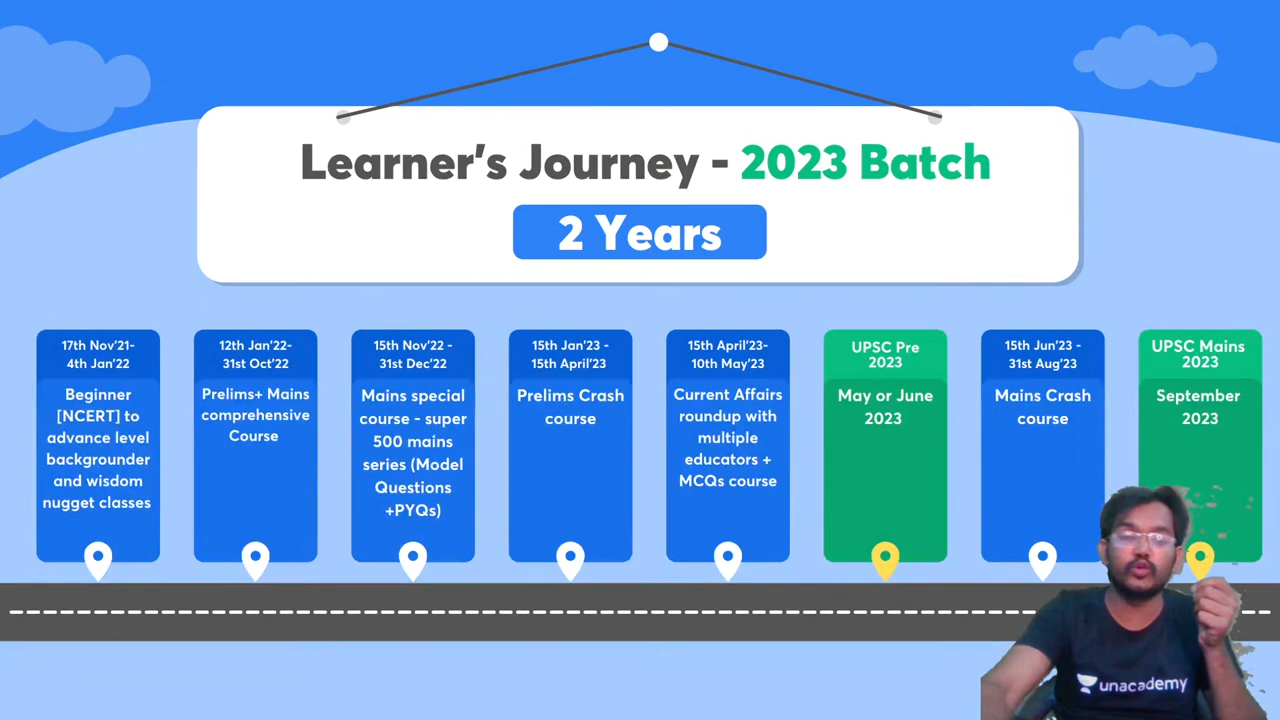 Learner's Journey - 2023 Batch
2 Years
17th Nov'21-
4th Jan'22
Beginner
[NCERT] to
advance level
backgrounder
and wisdom
nugget classes
12th Jan'22-
31st Oct'22
Prelims+ Mains
comprehensive
Course
15th Nov'22 -
31st Dec'22
Mains special
course - super
500 mains
series (Model
Questions
+PYQs)
15th Jan'23 -
15th April'23
Prelims Crash
course
15th April'23-
10th May'23
Current Affairs
roundup with
multiple
educators +
MCQs course
UPSC Pre
2023
May or June
2023
15th Jun'23 -
31st Aug'23
Mains Crash
course
UPSC Mains
2023
September
2023
unacademy